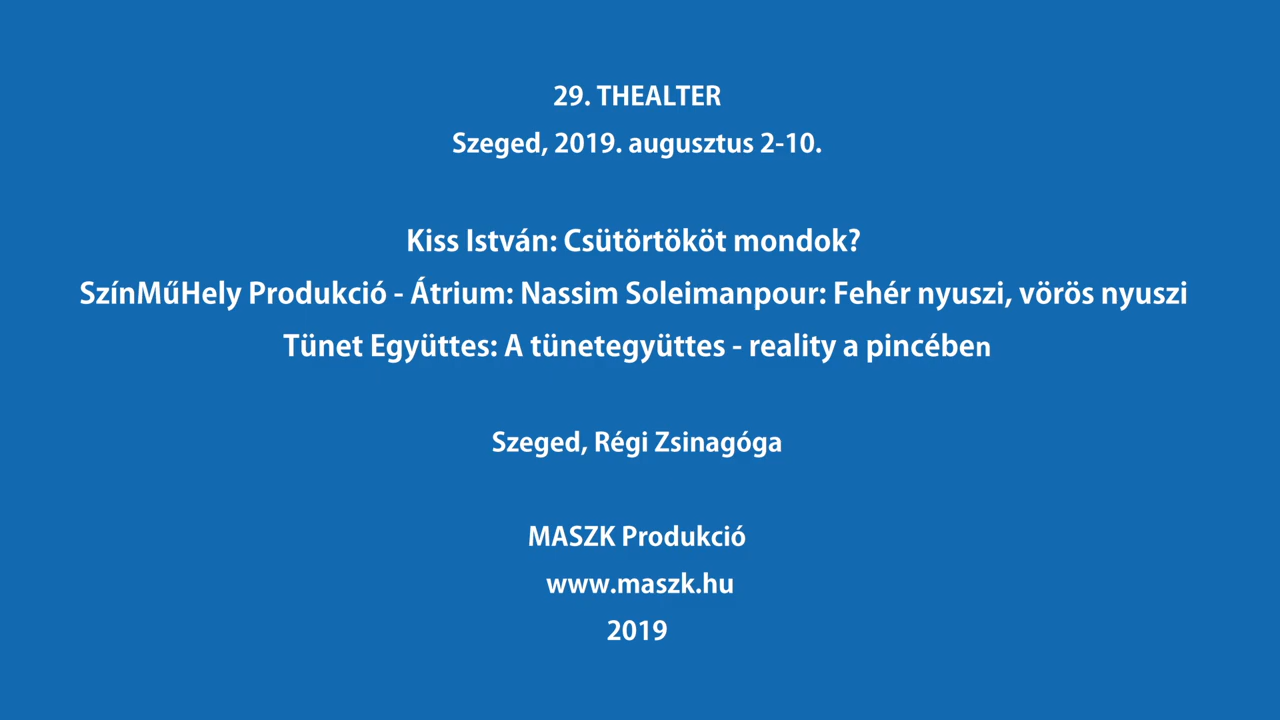 29. THEALTER
Szeged, 2019. augusztus 2-10.
Kiss István: Csütörtököt mondok?
SzínMűHely Produkció - Átrium: Nassim Soleimanpour: Fehér nyuszi, vörös nyuszi
Tünet Együttes: A tünetegyüttes - reality a pincében
Szeged, Régi Zsinagóga
MASZK Produkció
www.maszk.hu
2019